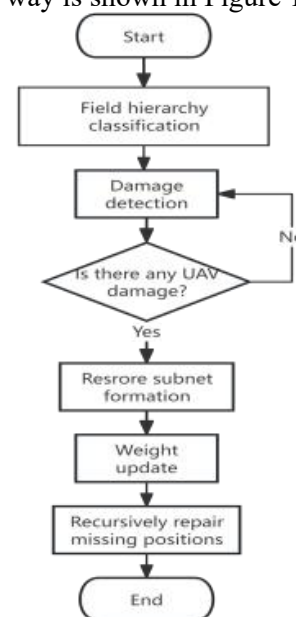 way is shown in Figure
Start
Field hierarchy
classification
Damage
detection
Is there any UAV
damage?
No
Yes
Resrore subnet
formation
Weight
update
Recursively repair
missing positions
End